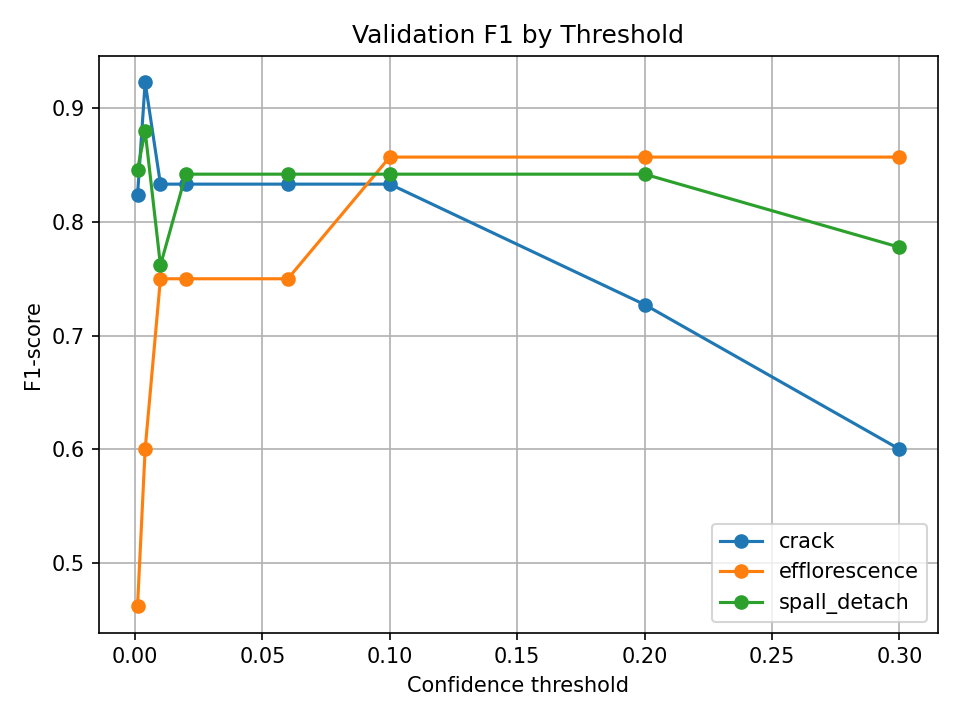 Validation F1 by Threshold
F1-score
0.9
0.8
0.7
0.6
0.5
0.00 0.05 0.10 0.15 0.20 0.25 0.30
Confidence threshold
crack
efflorescence
spall_detach